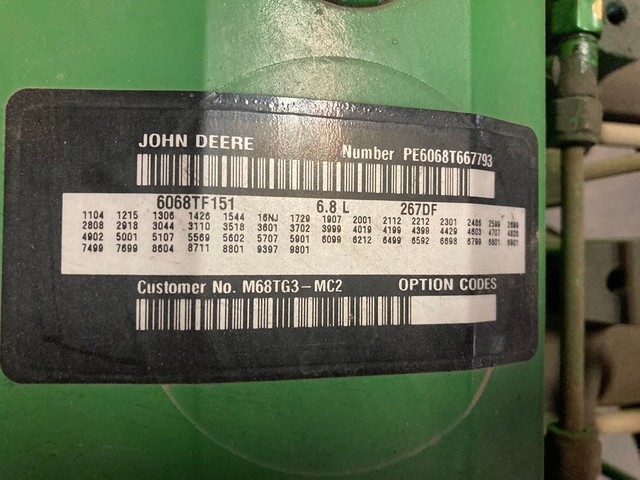 JOHN DEERE Number PE6068T667793
6068TF151 6.8 L 267DF
1104 1215 1306 1426 1544 16NJ 1729 1907 2001 2112 2212 2301 2486 2599 2699
2808 2918 3044 3110 3518 3601 3702 3999 4019 4199 4399 4429 4603 4707 4828
4902 5001 5107 5569 5602 5707 5901 6099 6212 6499 6592 6698 6799 6801 6901
7499 7699 8604 8711 8801 9397 9801
Customer No. M68TG3-MC2 OPTION CODES